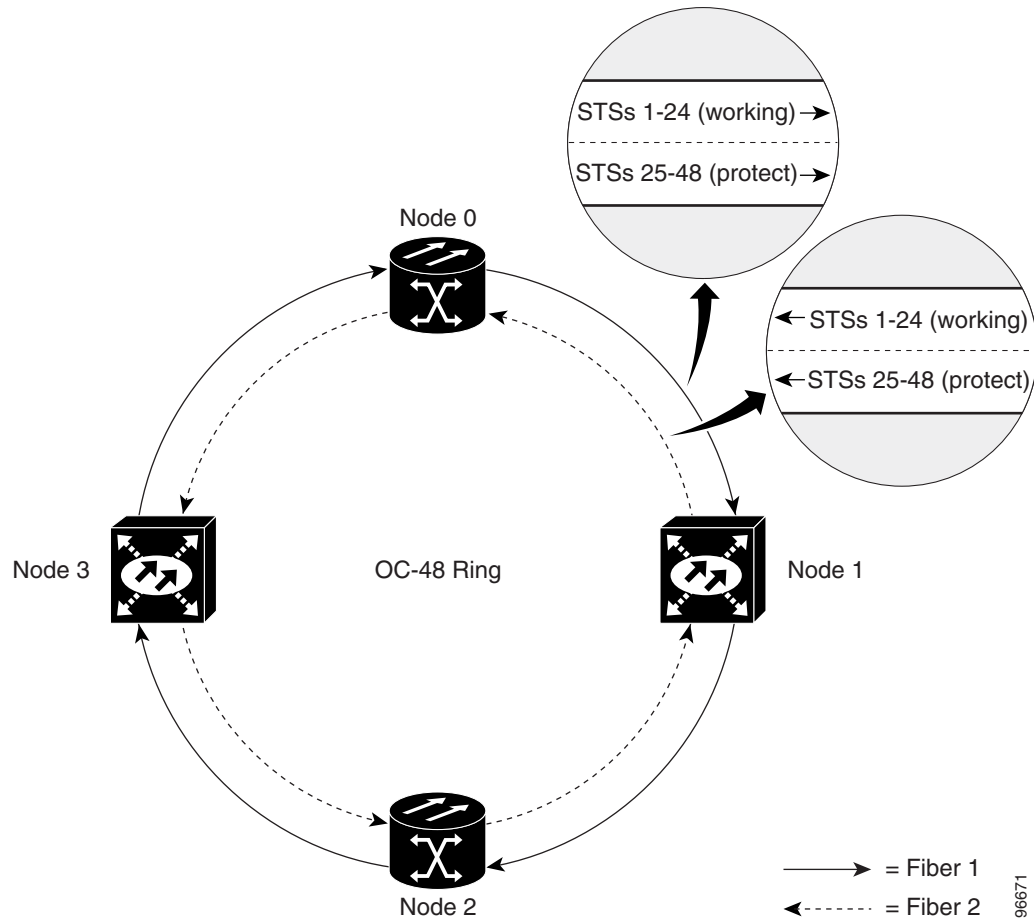 STSs 1-24 (working)
STSs 25-48 (protect)
Node 0
STSs 1-24 (working)
STSs 25-48 (protect)
Node 3
OC-48 Ring
Node 1
Node 2
= Fiber 1
= Fiber 2
96671